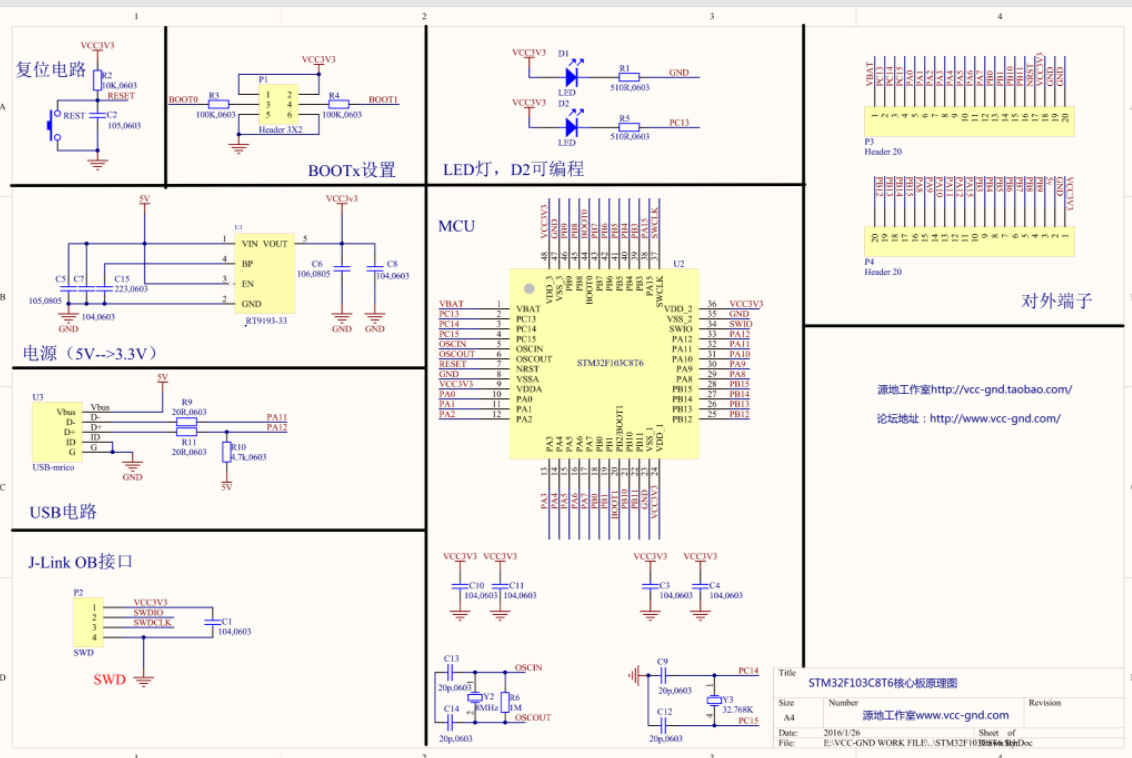 1
2
3
4
A
B
C
D
复位电路
VCC3V3
R2
10K,0603
RESET
REST
C2
105,0603
VCC3V3
P1
BOOT0
R3
100K,0603
1 2
3 4
5 6
R4
100K,0603
BOOT1
Header 3X2
BOOTx设置
VCC3V3
D1
LED
R1
510R,0603
GND
VCC3V3
D2
LED
R5
510R,0603
PC13
LED灯，D2可编程
VBAT
PC13
PC14
PC15
PA0
PA1
PA2
PA3
PA4
PA5
PA6
PA7
PB0
PB1
PB10
PB11
NRST
VCC3V3
GND
GND
1 2 3 4 5 6 7 8 9 10 11 12 13 14 15 16 17 18 19 20
P3
Header 20
PB12
PB13
PB14
PB15
PA8
PA9
PA10
PA11
PA12
PA15
PB3
PB4
PB5
PB6
PB7
PB8
PB9
5v
GND
VCC3V3
20 19 18 17 16 15 14 13 12 11 10 9 8 7 6 5 4 3 2 1
P4
Header 20
对外端子
5V
VCC3v3
U1
1 VIN VOUT 5
4 BP
3 EN
2 GND
RT9193-33
C5
C7
C15
105,0805
223,0603
104,0603
GND
C6
106,0805
C8
104,0603
GND
GND
电源（5V-->3.3V）
MCU
VCC3V3
GND
PB9
PB8
BOOT0
PB7
PB6
PB5
PB4
PB3
PA15
SWCLK
48 47 46 45 44 43 42 41 40 39 38 37
U2
VDD_3
VSS_3
PB9
PB8
BOOT0
PB7
PB6
PB5
PB4
PB3
PA15
SWCLK
VBAT 1 VBAT
PC13 2 PC13
PC14 3 PC14
PC15 4 PC15
OSCIN 5 OSCIN
OSCOUT 6 OSCOUT
RESET 7 NRST
GND 8 VSSA
VCC3V3 9 VDDA
PA0 10 PA0
PA1 11 PA1
PA2 12 PA2
STM32F103C8T6
VDD_2 36 VCC3V3
VSS_2 35 GND
SWIO 34 SWIO
PA12 33 PA12
PA11 32 PA11
PA10 31 PA10
PA9 30 PA9
PA8 29 PA8
PB15 28 PB15
PB14 27 PB14
PB13 26 PB13
PB12 25 PB12
PA3
PA4
PA5
PA6
PA7
PB0
PB1
PB2/BOOT1
PB10
PB11
VSS_1
VDD_1
13 14 15 16 17 18 19 20 21 22 23 24
PA3
PA4
PA5
PA6
PA7
PB0
PB1
BOOT1
PB10
PB11
GND
VCC3V3
源地工作室http://vcc-gnd.taobao.com/
论坛地址：http://www.vcc-gnd.com/
U3
Vbus
D-
D+
ID
G
USB-mrico
Vbus
D-
D+
ID
G
5V
R9
20R,0603
R11
20R,0603
PA11
PA12
R10
4.7k,0603
5V
GND
USB电路
J-Link OB接口
P2
1 VCC3V3
2 SWDIO
3 SWDCLK
4
SWD
C1
104,0603
SWD
VCC3V3
VCC3V3
C10
104,0603
C11
104,0603
VCC3V3
VCC3V3
C3
104,0603
C4
104,0603
C13
20p,0603
OSCIN
Y2
8MHz
R6
1M
C14
20p,0603
OSCOUT
C9
20p,0603
PC14
Y3
32.768K
C12
20p,0603
PC15
Title
STM32F103C8T6核心板原理图
Size
A4
Number
源地工作室www.vcc-gnd.com
Revision
Date: 2016/1/26
Sheet of
File: E:\VCC-GND WORK FILE\..\STM32F103
1
2
3
4